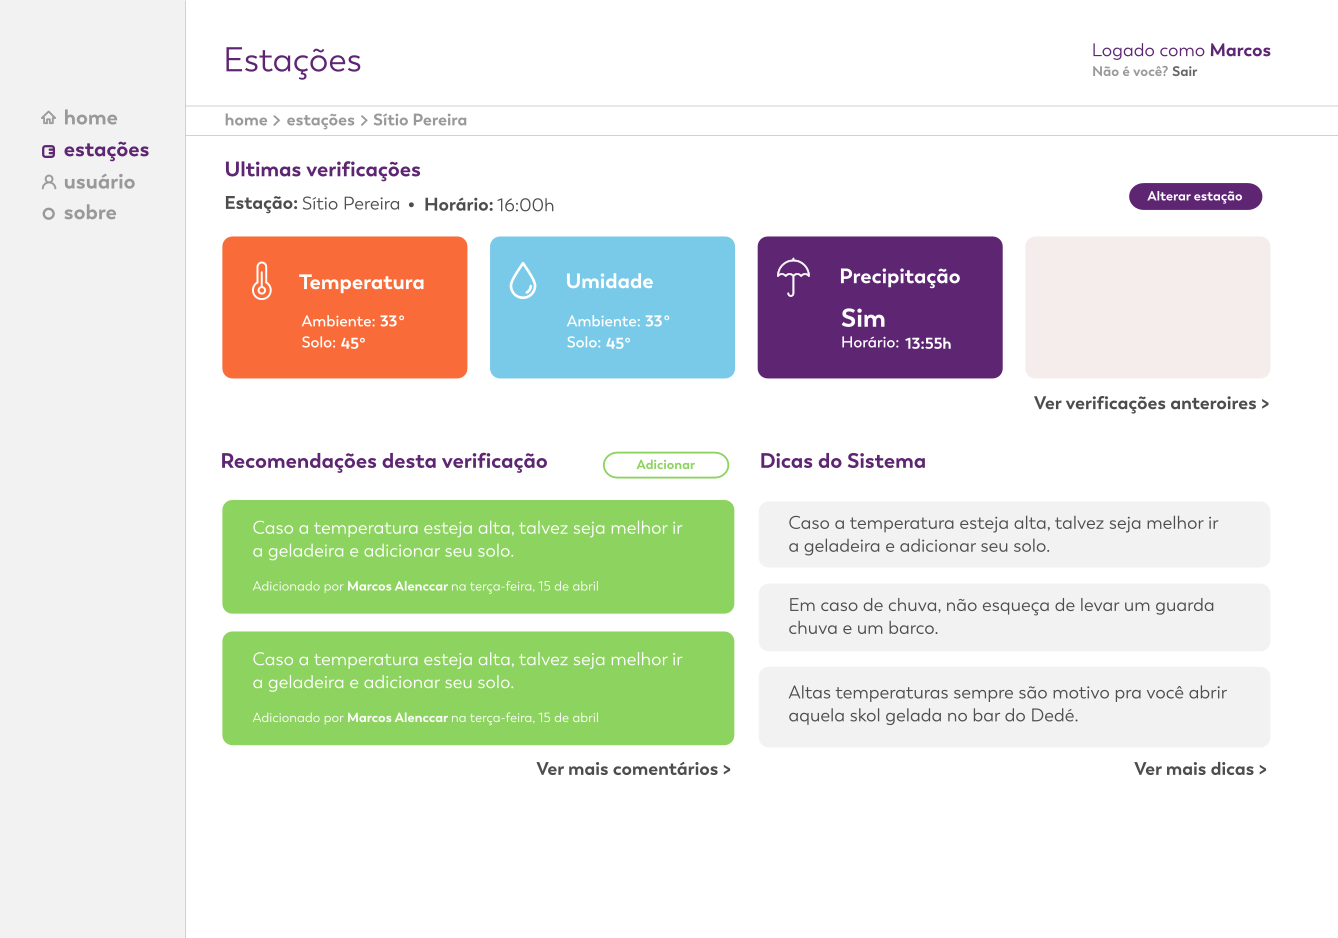 Estações
Logado como Marcos
Não é você? Sair
home
estações
usuário
sobre
home > estações > Sítio Pereira
Ultimas verificações
Estação: Sítio Pereira • Horário: 16:00h
Alterar estação
Temperatura
Ambiente: 33°
Solo: 45°
Umidade
Ambiente: 33°
Solo: 45°
Precipitação
Sim
Horário: 13:55h
Ver verificações anteroires >
Recomendações desta verificação
Adicionar
Caso a temperatura esteja alta, talvez seja melhor ir
a geladeira e adicionar seu solo.
Adicionado por Marcos Alenccar na terça-feira, 15 de abril
Caso a temperatura esteja alta, talvez seja melhor ir
a geladeira e adicionar seu solo.
Adicionado por Marcos Alenccar na terça-feira, 15 de abril
Ver mais comentários >
Dicas do Sistema
Caso a temperatura esteja alta, talvez seja melhor ir
a geladeira e adicionar seu solo.
Em caso de chuva, não esqueça de levar um guarda
chuva e um barco.
Altas temperaturas sempre são motivo pra você abrir
aquela skol gelada no bar do Dedé.
Ver mais dicas >